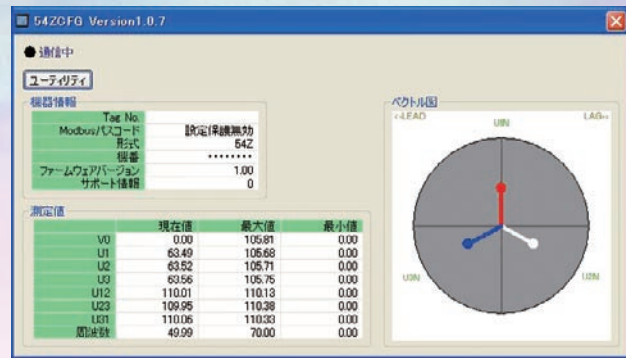 54ZCFG Version1.0.7
●通信中
ユーティリティ
機器情報
Tag No.
Modbusパスコード 設定保護無効
形式 54Z
機番 ********
ファームウェアバージョン 1.00
サポート情報 0
測定値
現在値 最大値 最小値
V0 0.00 105.81 0.00
U1 63.49 105.68 0.00
U2 63.52 105.71 0.00
U3 63.56 105.75 0.00
U12 110.01 110.13 0.00
U23 109.95 110.38 0.00
U31 110.06 110.33 0.00
周波数 49.99 70.00 0.00
ベクトル図
<-LEAD LAG->
U1N
U3N U2N